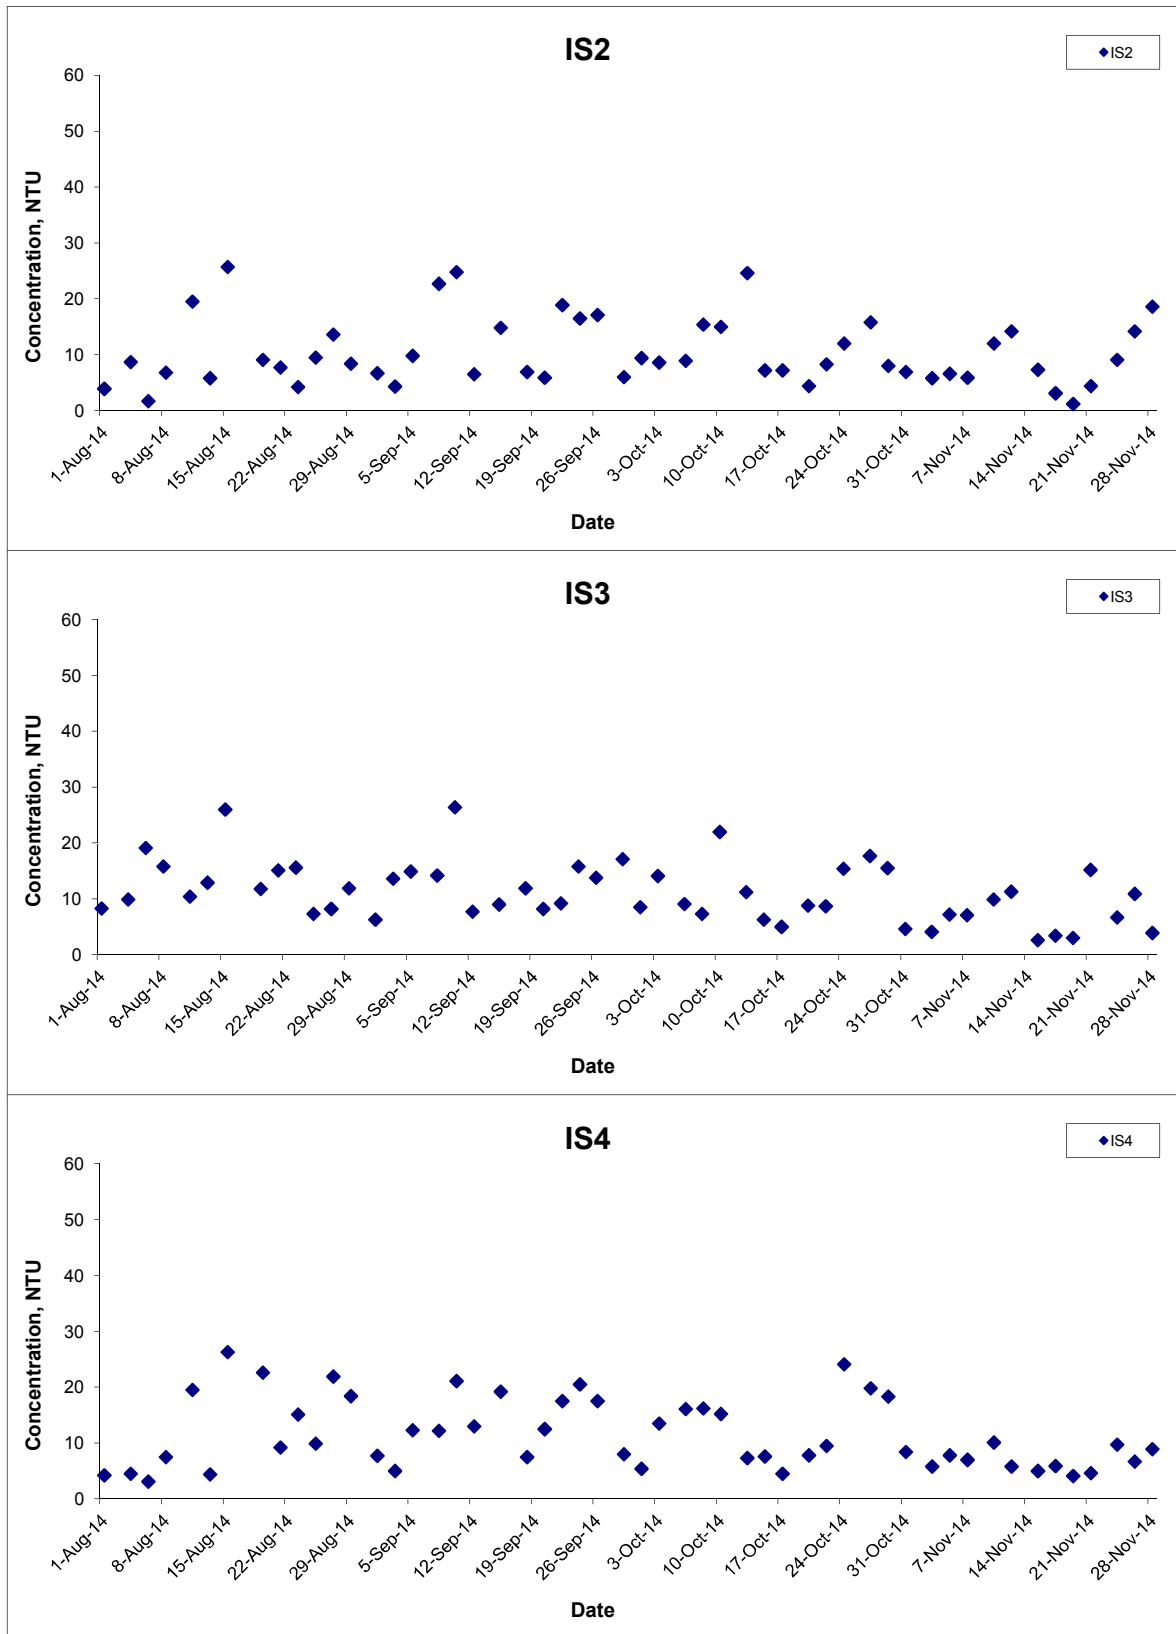 IS2
IS2
60
50
40
30
20
10
0
Concentration, NTU
1-Aug-14
8-Aug-14
15-Aug-14
22-Aug-14
29-Aug-14
5-Sep-14
12-Sep-14
19-Sep-14
26-Sep-14
3-Oct-14
10-Oct-14
17-Oct-14
24-Oct-14
31-Oct-14
7-Nov-14
14-Nov-14
21-Nov-14
28-Nov-14
Date
IS3
IS3
60
50
40
30
20
10
0
Concentration, NTU
1-Aug-14
8-Aug-14
15-Aug-14
22-Aug-14
29-Aug-14
5-Sep-14
12-Sep-14
19-Sep-14
26-Sep-14
3-Oct-14
10-Oct-14
17-Oct-14
24-Oct-14
31-Oct-14
7-Nov-14
14-Nov-14
21-Nov-14
28-Nov-14
Date
IS4
IS4
60
50
40
30
20
10
0
Concentration, NTU
1-Aug-14
8-Aug-14
15-Aug-14
22-Aug-14
29-Aug-14
5-Sep-14
12-Sep-14
19-Sep-14
26-Sep-14
3-Oct-14
10-Oct-14
17-Oct-14
24-Oct-14
31-Oct-14
7-Nov-14
14-Nov-14
21-Nov-14
28-Nov-14
Date